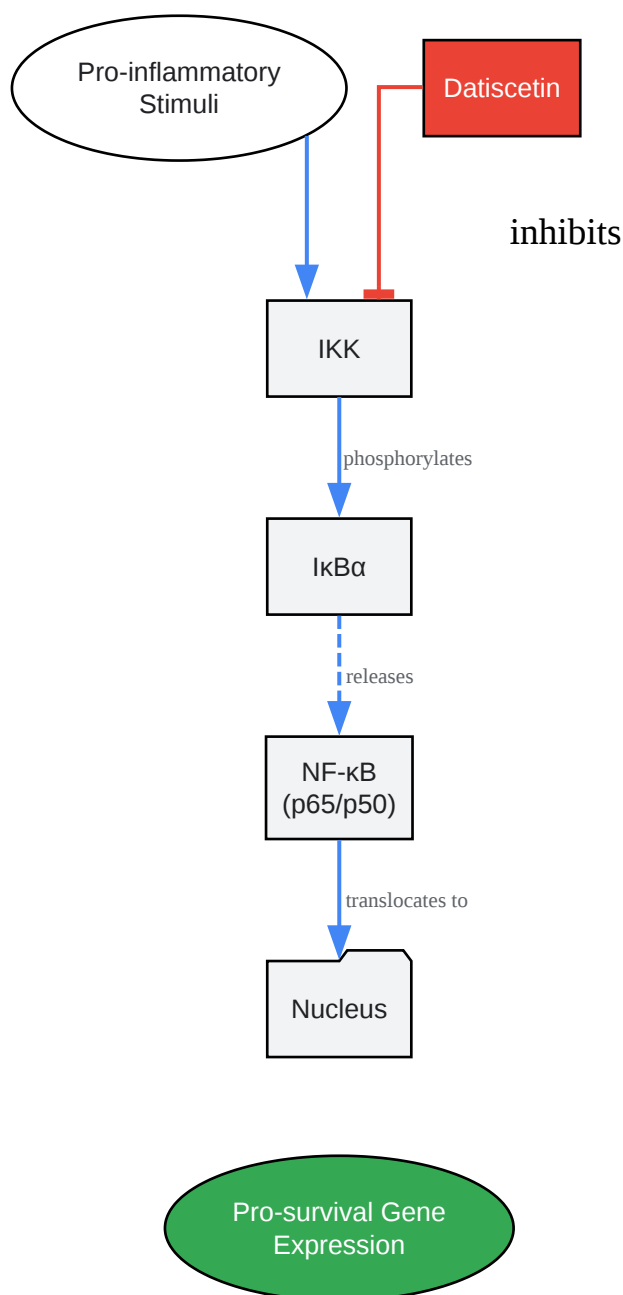 Pro-inflammatory
Stimuli
Datiscetin
inhibits
IKK
phosphorylates
IκBα
releases
NF-κB
(p65/p50)
translocates to
Nucleus
Pro-survival Gene
Expression